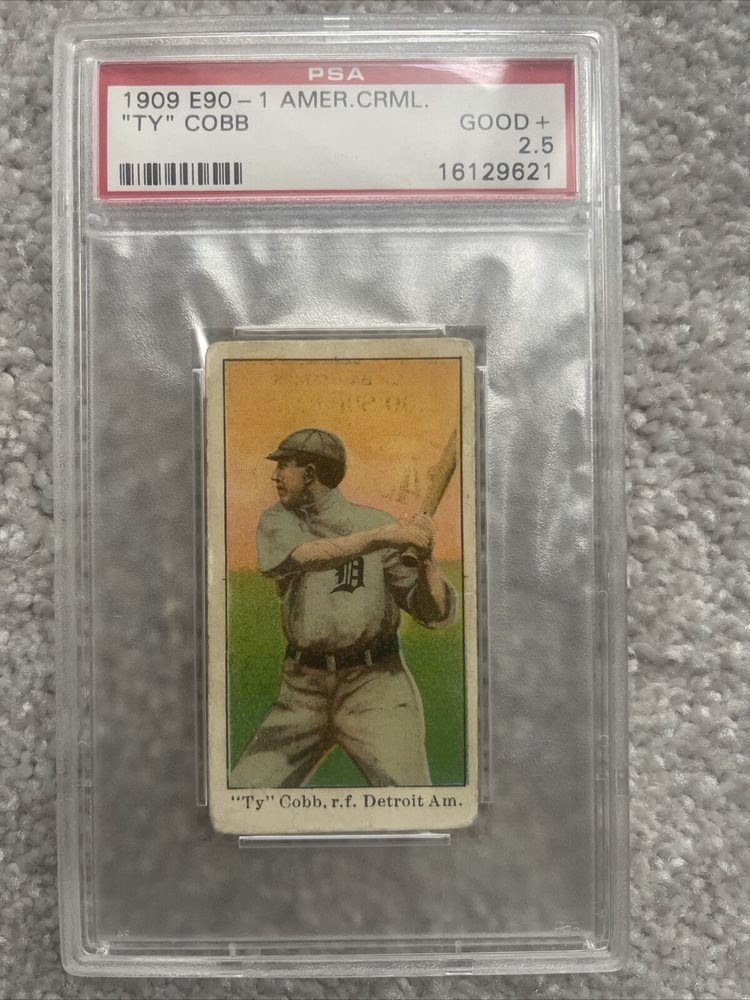 PSA
1909 E90-1 AMER.CRML.
"TY" COBB GOOD +
2.5
16129621
D
"Ty" Cobb, r.f. Detroit Am.